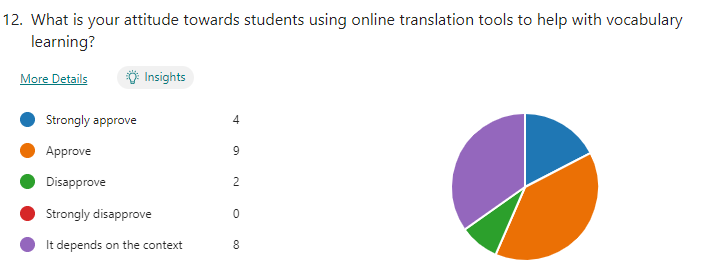 12. What is your attitude towards students using online translation tools to help with vocabulary
learning?
More Details
Insights
Strongly approve 4
Approve 9
Disapprove 2
Strongly disapprove 0
It depends on the context 8